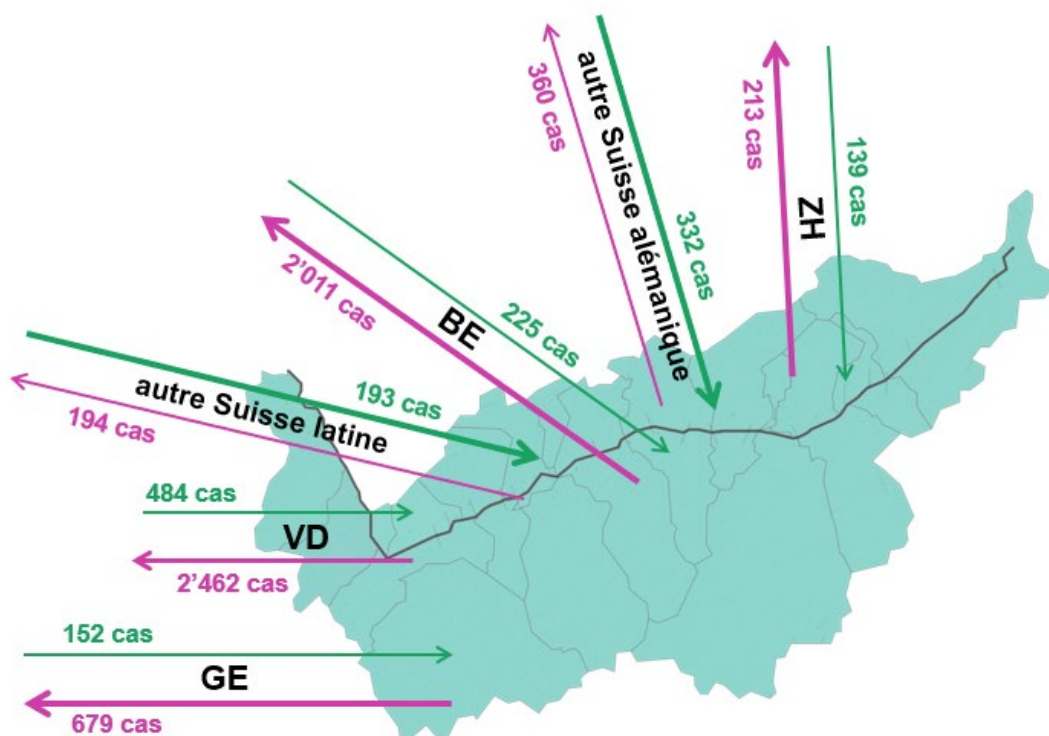 360 cas
autre Suisse alémanique
332 cas
213 cas
ZH
139 cas
2’011 cas
BE
225 cas
193 cas
autre Suisse latine
194 cas
484 cas
VD
2’462 cas
152 cas
GE
679 cas